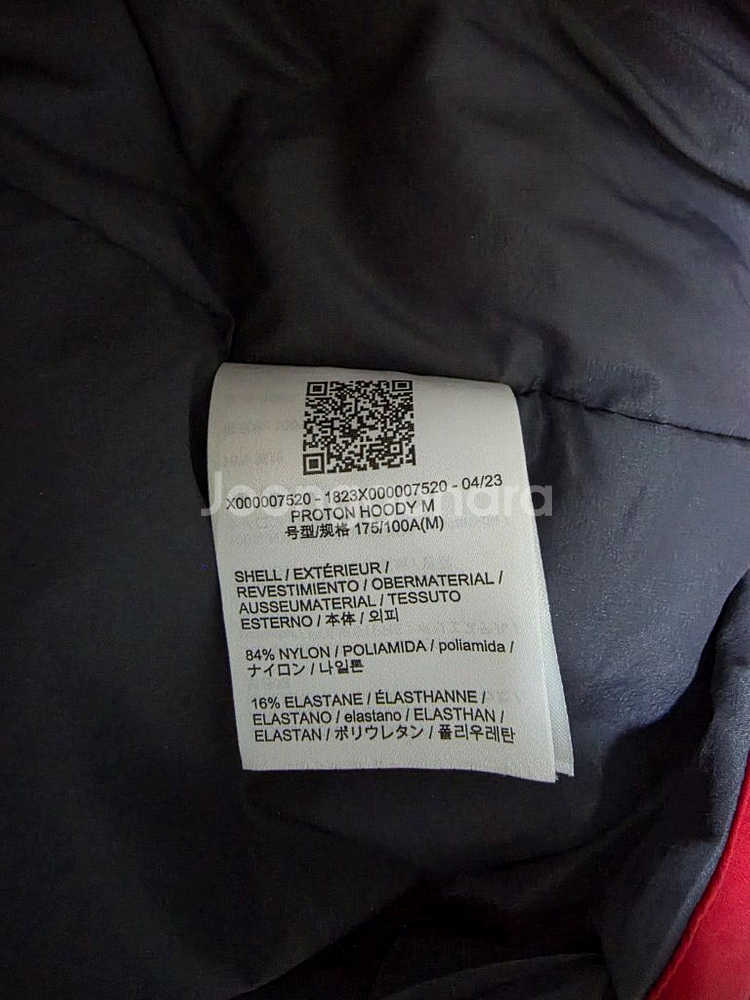 X000007520 - 1823X000007520 - 04/23
PROTON HOODY M
号型/规格 175/100A(M)
SHELL / EXTÉRIEUR /
REVESTIMIENTO / OBERMATERIAL /
AUSSEUMATERIAL / TESSUTO
ESTERNO / 本体 / 외피
84% NYLON / POLIAMIDA / poliamida /
ナイロン / 나일론
16% ELASTANE / ÉLASTHANNE /
ELASTANO / elastano / ELASTHAN /
ELASTAN / ポリウレタン / 폴리우레탄